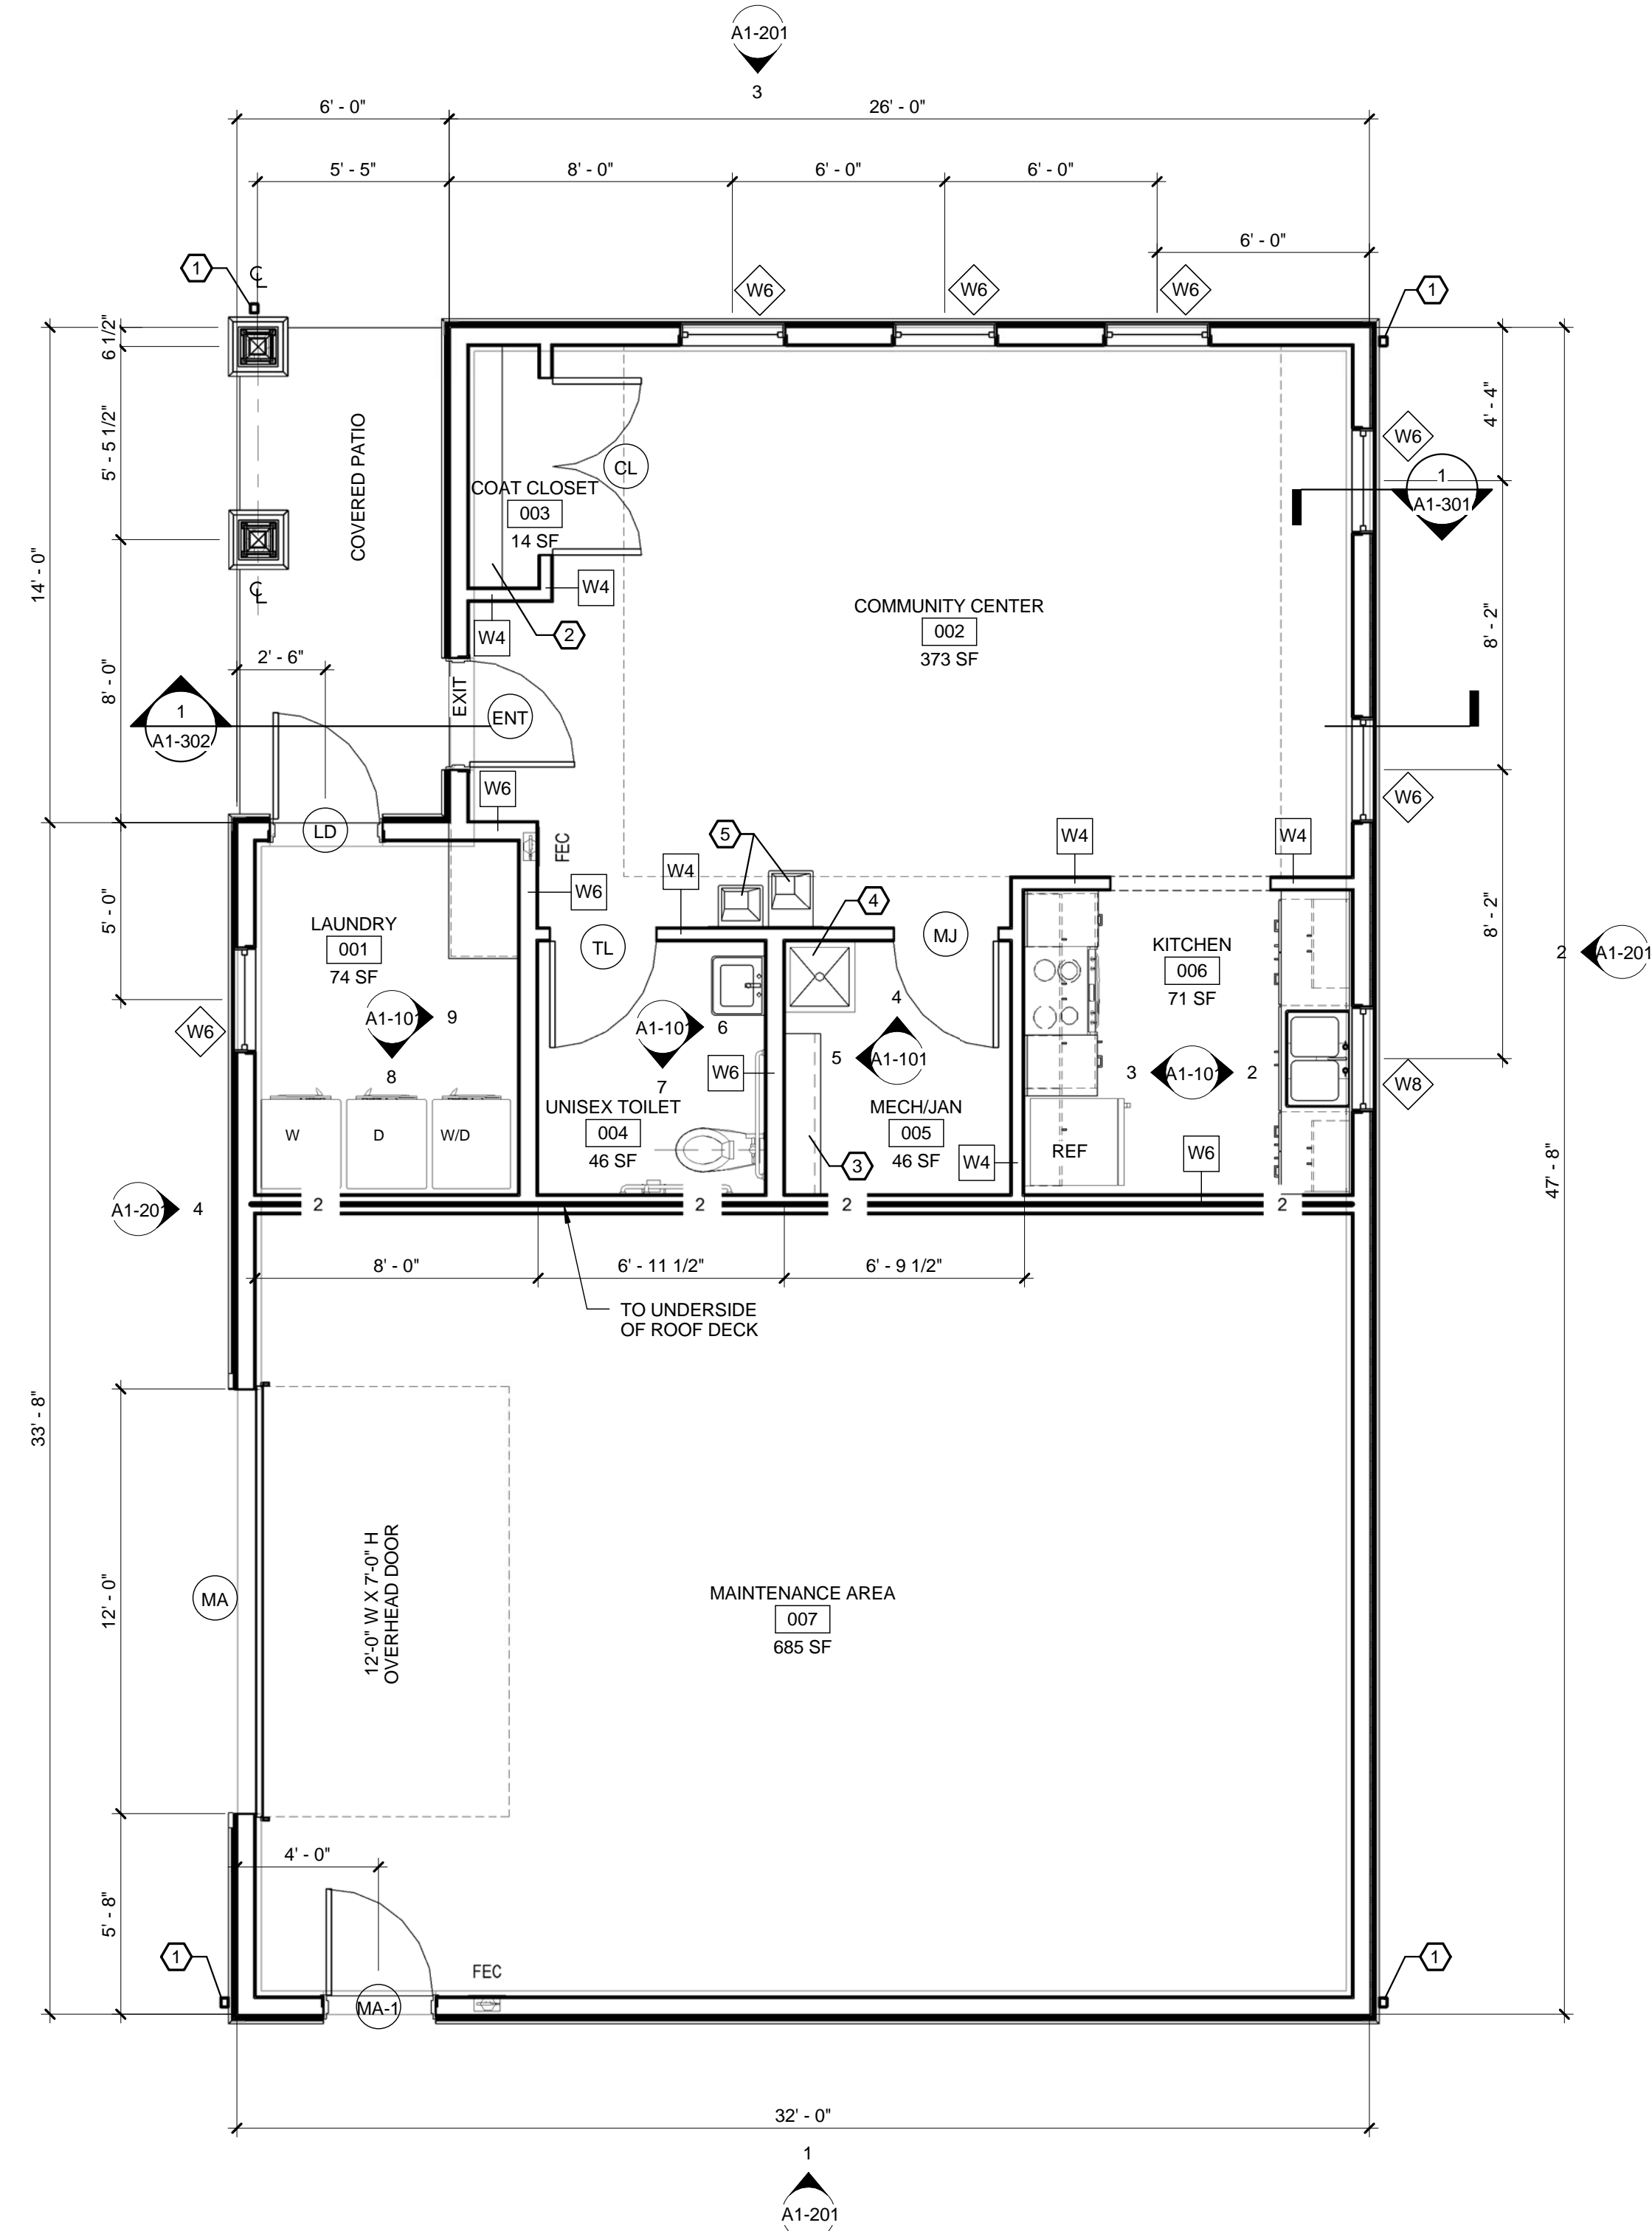 A1-201
3
6' - 0"
26' - 0"
5' - 5"
8' - 0"
6' - 0"
6' - 0"
6' - 0"
1
℄
W6
W6
W6
1
6 1/2"
5' - 5 1/2"
14' - 0"
8' - 0"
COVERED PATIO
℄
CL
COAT CLOSET
003
14 SF
W4
W4
2
4' - 4"
W6
1
A1-301
8' - 2"
COMMUNITY CENTER
002
373 SF
2' - 6"
1
A1-302
EXIT
ENT
W6
LD
FEC
W6
5
W4
4
W4
W4
W6
5' - 0"
LAUNDRY
001
74 SF
TL
MJ
KITCHEN
006
71 SF
8' - 2"
2
A1-201
W6
A1-101
9
8
A1-101
6
7
W6
4
5
A1-101
3
A1-101
2
W8
W
D
W/D
UNISEX TOILET
004
46 SF
MECH/JAN
005
46 SF
3
W4
REF
W6
47' - 8"
A1-201
4
2
2
2
2
8' - 0"
6' - 11 1/2"
6' - 9 1/2"
TO UNDERSIDE
OF ROOF DECK
33' - 8"
12' - 0"
MA
12'-0" W X 7'-0" H
OVERHEAD DOOR
MAINTENANCE AREA
007
685 SF
4' - 0"
5' - 8"
1
FEC
MA-1
1
32' - 0"
1
A1-201